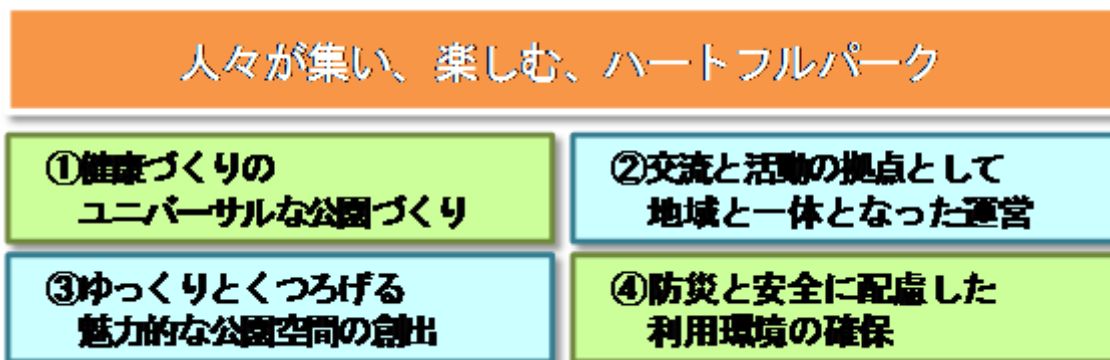 人々が集い、楽しむ、ハートフルパーク
①健康づくりの
ユニバーサルな公園づくり
②交流と活動の拠点として
地域と一体となった運営
③ゆっくりとくつろげる
魅力的な公園空間の創出
④防災と安全に配慮した
利用環境の確保